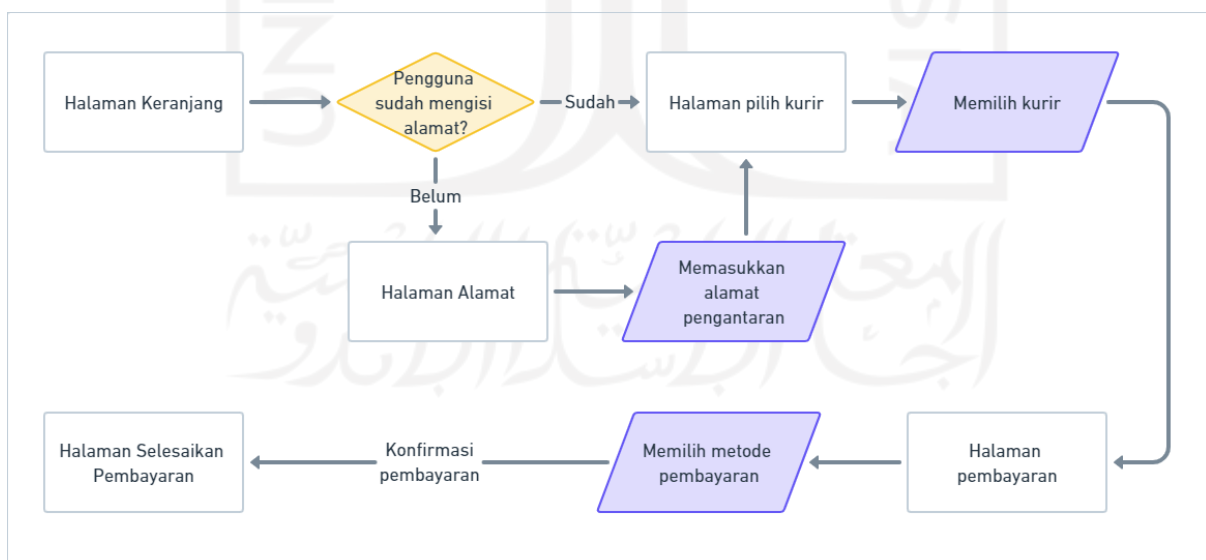 Halaman Keranjang
Pengguna
sudah mengisi
alamat?
Sudah
Halaman pilih kurir
Memilih kurir
Belum
Halaman Alamat
Memasukkan
alamat
pengantaran
Halaman Selesaikan
Pembayaran
Konfirmasi
pembayaran
Memilih metode
pembayaran
Halaman
pembayaran